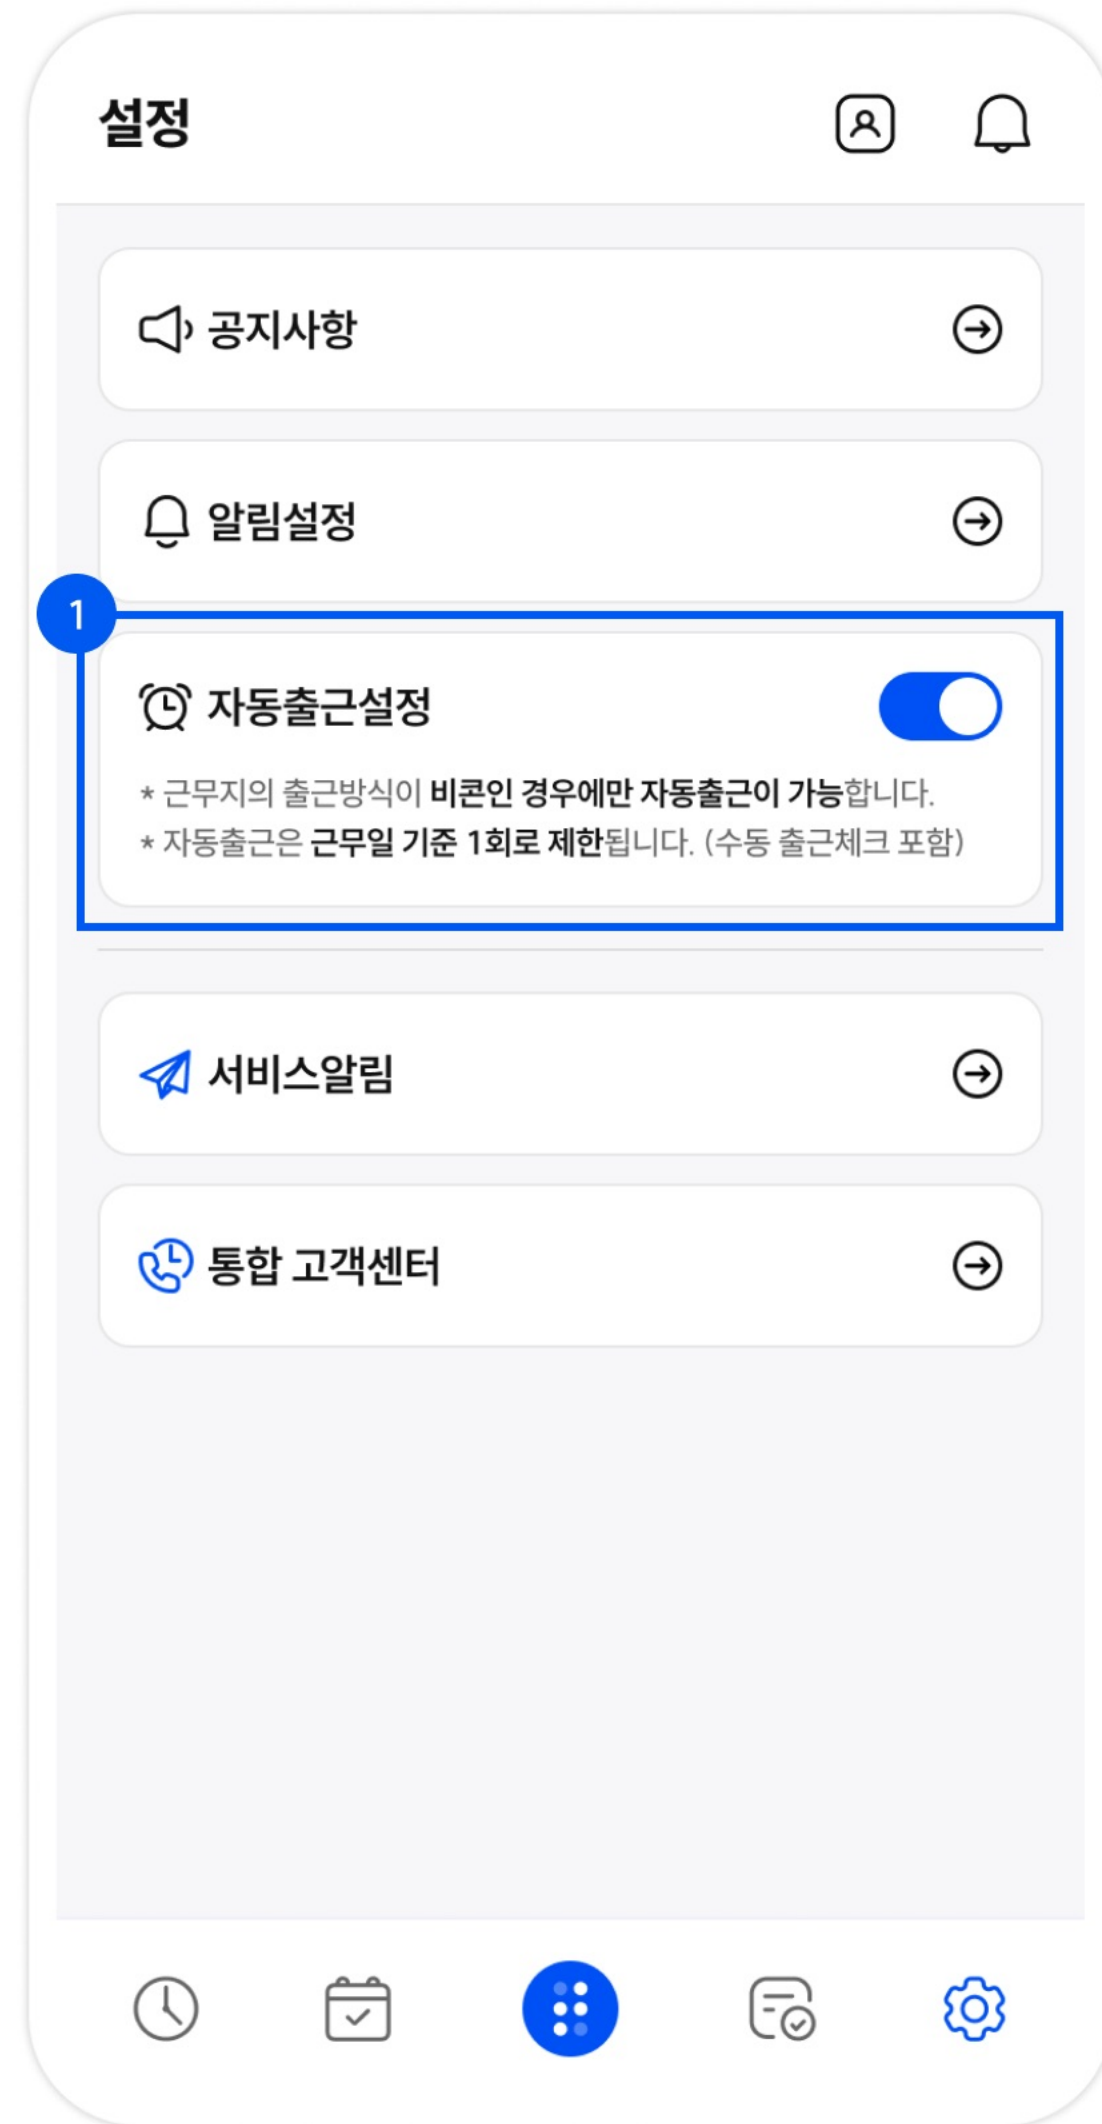 설정
공지사항
알림설정
1
자동출근설정
* 근무지의 출근방식이 비콘인 경우에만 자동출근이 가능합니다.
* 자동출근은 근무일 기준 1회로 제한됩니다. (수동 출근체크 포함)
서비스알림
통합 고객센터